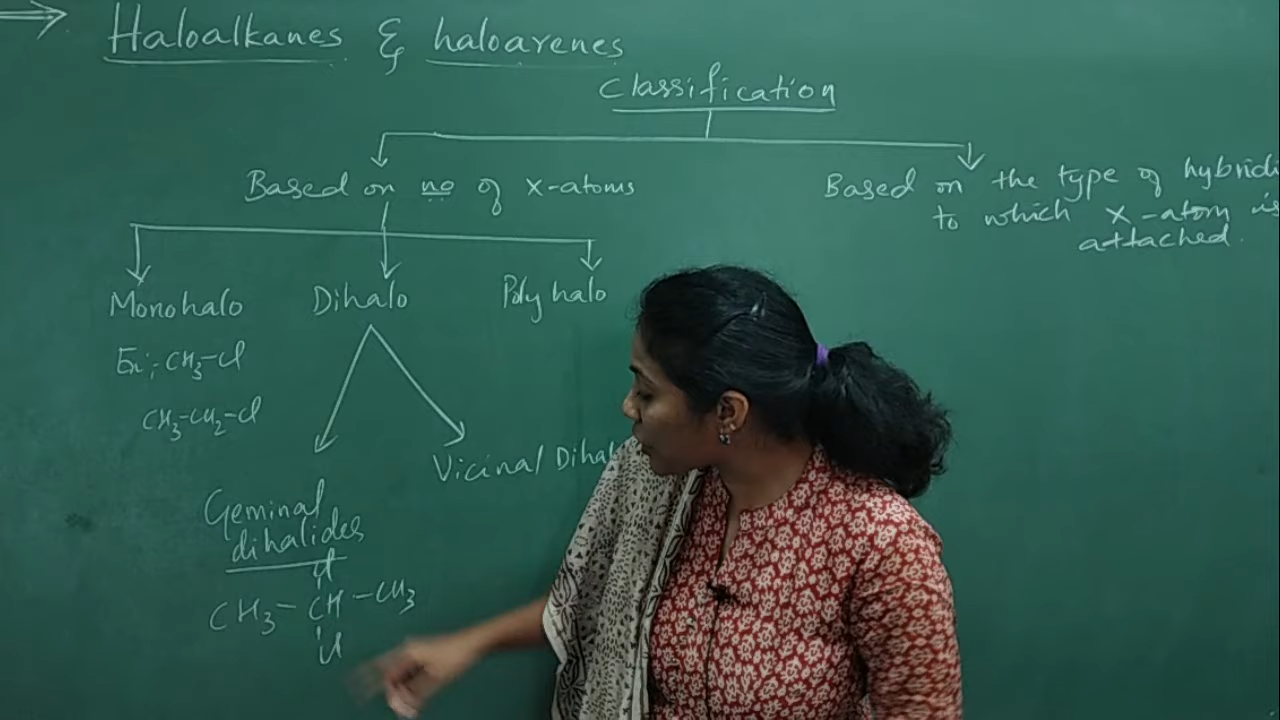 Haloalkanes & haloarenes
Classification
Based on no of X-atoms
Based on the type of hybridi
to which X-atom is
attached.
Monohalo
Dihalo
Polyhalo
Ex; CH3-Cl
CH3-CH2-Cl
Vicinal Dihal
Geminal
dihalides
Cl
CH3-CH-CH3
Cl